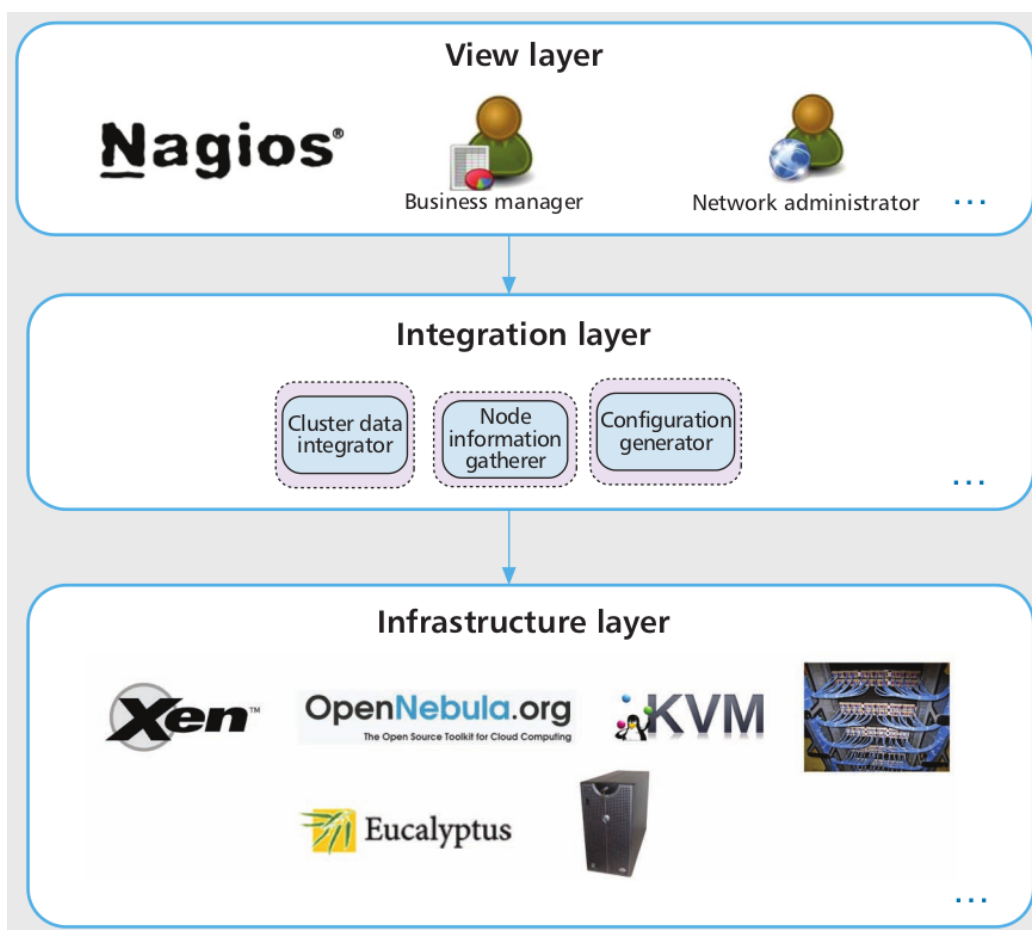 View layer
Nagios®
Business manager
Network administrator
...
Integration layer
Cluster data
integrator
Node
information
gatherer
Configuration
generator
...
Infrastructure layer
Xen™
OpenNebula.org
The Open Source Toolkit for Cloud Computing
KVM
Eucalyptus
...